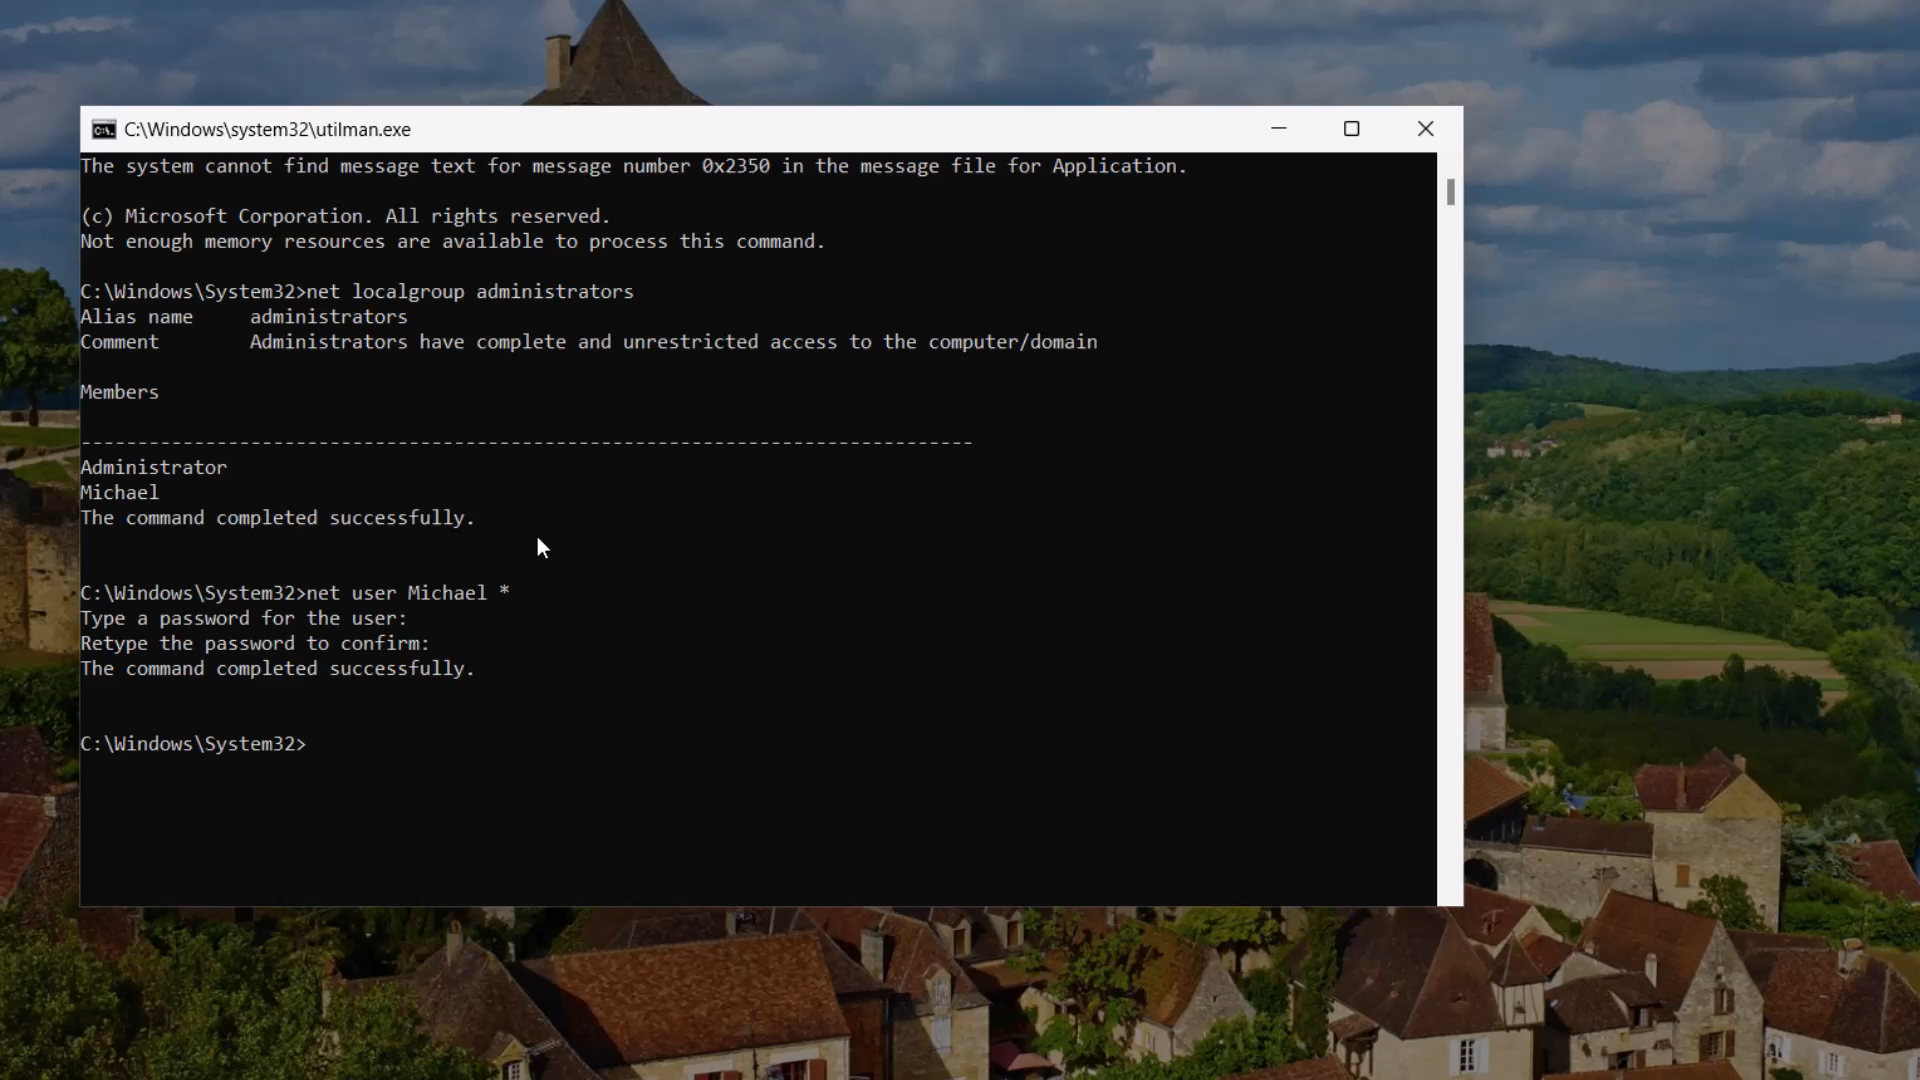 C:\Windows\system32\utilman.exe
The system cannot find message text for message number 0x2350 in the message file for Application.
(c) Microsoft Corporation. All rights reserved.
Not enough memory resources are available to process this command.
C:\Windows\System32>net localgroup administrators
Alias name     administrators
Comment        Administrators have complete and unrestricted access to the computer/domain
Members
-------------------------------------------------------------------------------
Administrator
Michael
The command completed successfully.
C:\Windows\System32>net user Michael *
Type a password for the user:
Retype the password to confirm:
The command completed successfully.
C:\Windows\System32>